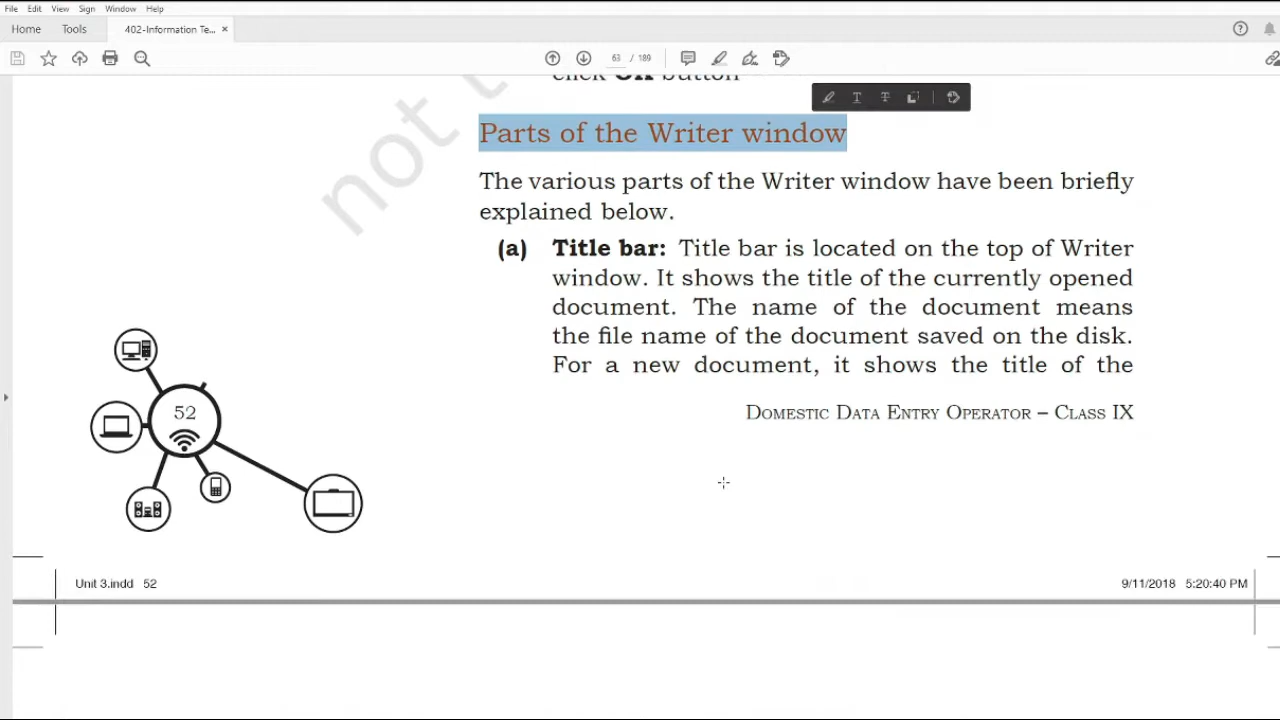 File Edit View Sign Window Help
Home Tools 402-Information Te... ×
63 / 189
click OK button
not
Parts of the Writer window
The various parts of the Writer window have been briefly
explained below.
(a) Title bar: Title bar is located on the top of Writer
window. It shows the title of the currently opened
document. The name of the document means
the file name of the document saved on the disk.
For a new document, it shows the title of the
52
Domestic Data Entry Operator – Class IX
Unit 3.indd 52
9/11/2018 5:20:40 PM